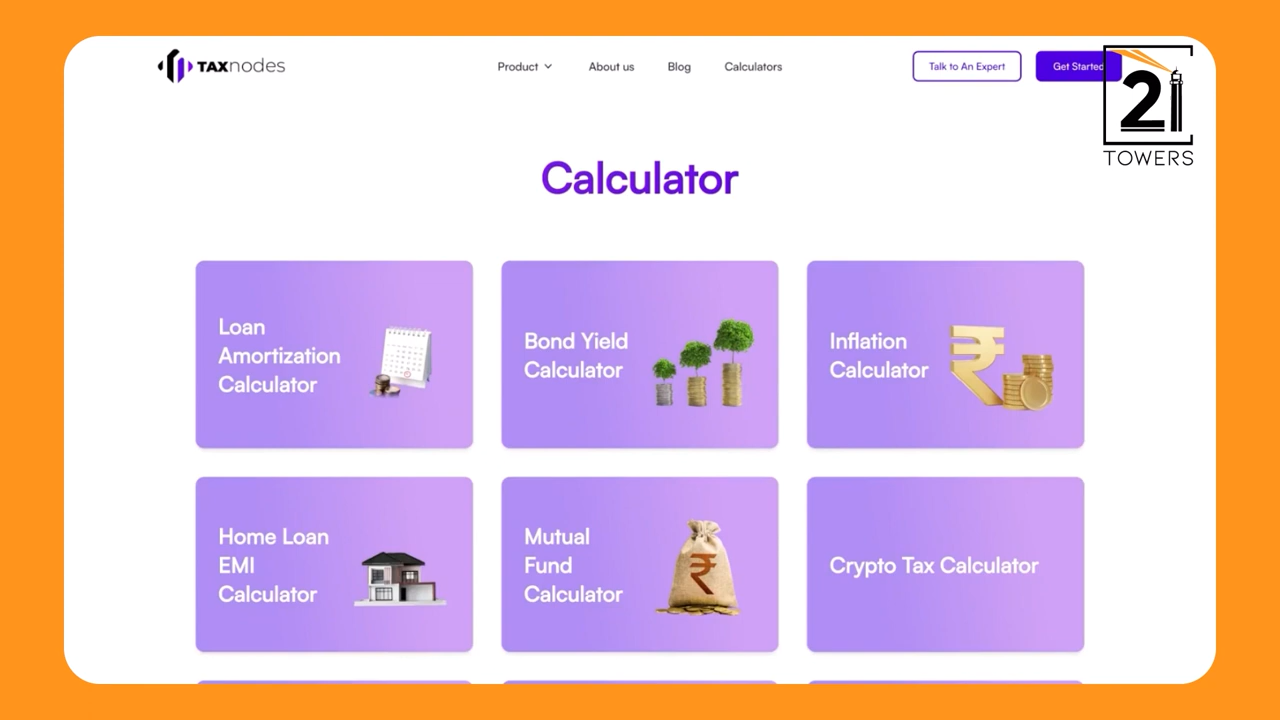 TAXnodes
Product
About us
Blog
Calculators
Talk to An Expert
Get Started
21
TOWERS
Calculator
Loan
Amortization
Calculator
Bond Yield
Calculator
Inflation
Calculator
Home Loan
EMI
Calculator
Mutual
Fund
Calculator
Crypto Tax Calculator